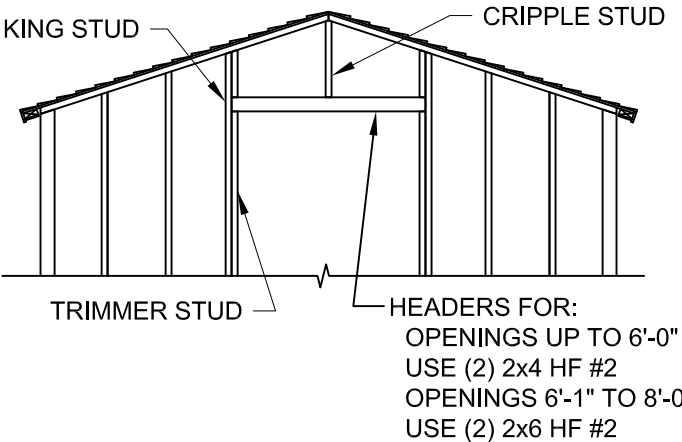 KING STUD
CRIPPLE STUD
TRIMMER STUD
HEADERS FOR:
OPENINGS UP TO 6'-0"
USE (2) 2x4 HF #2
OPENINGS 6'-1" TO 8'-0
USE (2) 2x6 HF #2